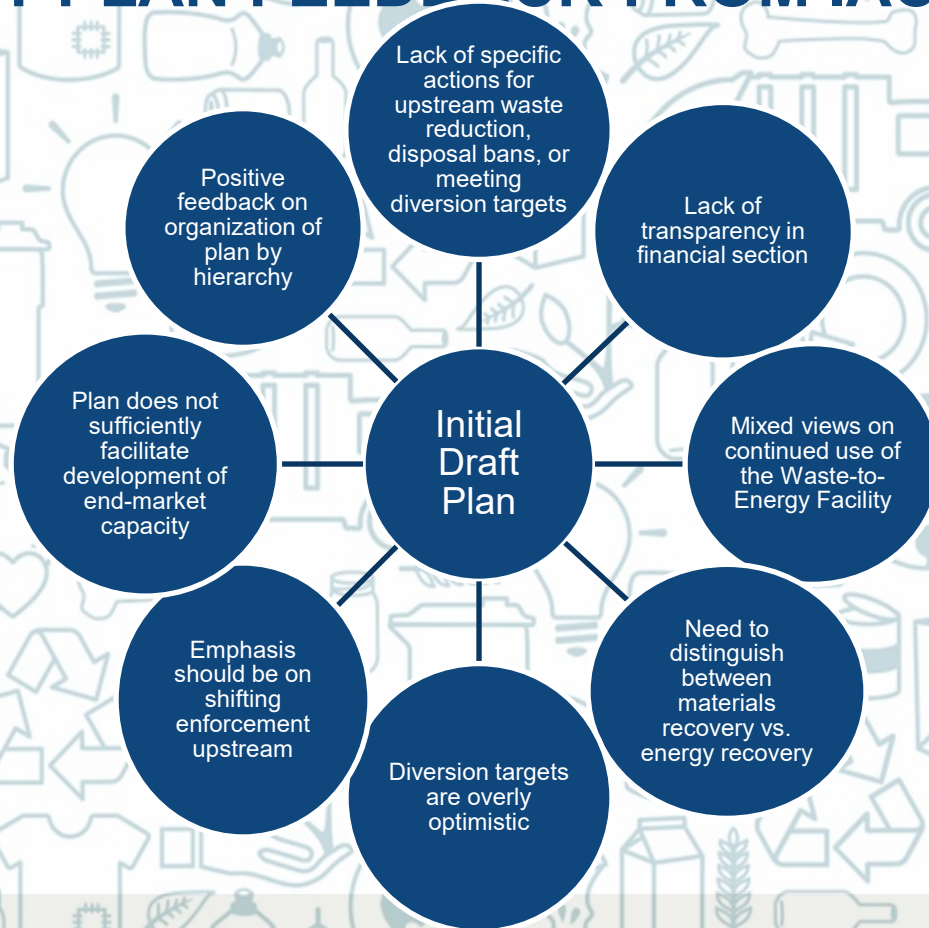 PLAN FEEDBACK FROM
Lack of specific
actions for
upstream waste
reduction,
disposal bans, or
meeting
diversion targets
Lack of
transparency in
financial section
Mixed views on
continued use of
the Waste-to-
Energy Facility
Need to
distinguish
between
materials
recovery vs.
energy recovery
Diversion targets
are overly
optimistic
Emphasis
should be on
shifting
enforcement
upstream
Plan does not
sufficiently
facilitate
development of
end-market
capacity
Positive
feedback on
organization of
plan by
hierarchy
Initial
Draft
Plan